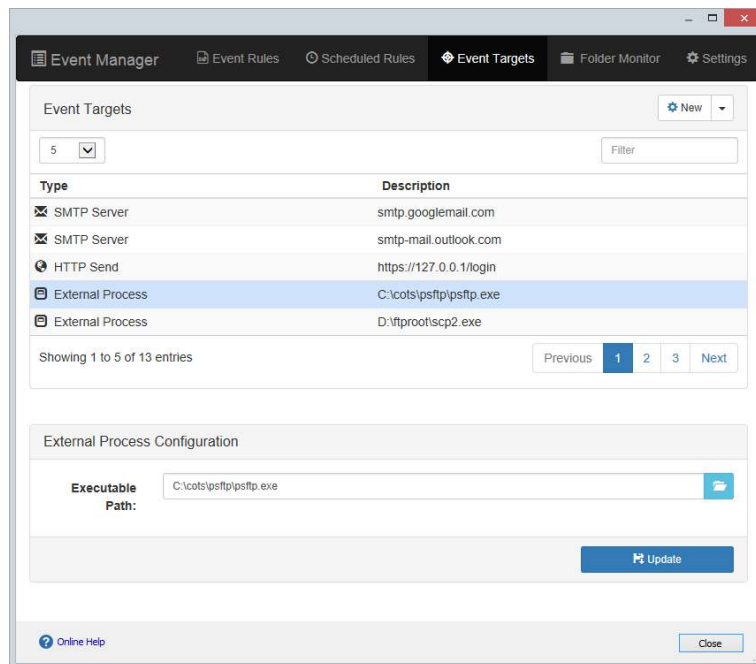 Event Manager Event Rules Scheduled Rules Event Targets Folder Monitor Settings
Event Targets New
5 Filter
Type Description
SMTP Server smtp.googlemail.com
SMTP Server smtp-mail.outlook.com
HTTP Send https://127.0.0.1/login
External Process C:\cots\psftp\psftp.exe
External Process D:\ftproot\scp2.exe
Showing 1 to 5 of 13 entries Previous 1 2 3 Next
External Process Configuration
Executable C:\cots\psftp\psftp.exe
Path:
Update
Online Help Close